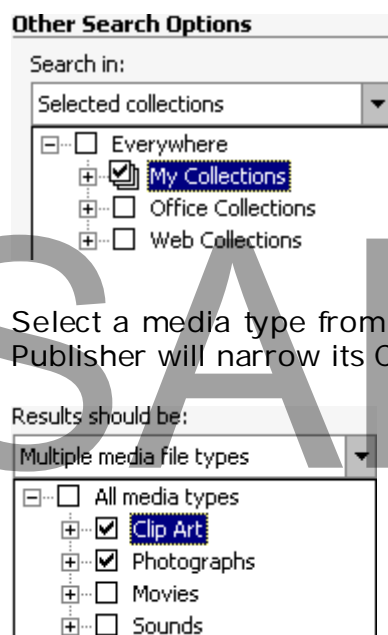 Other Search Options
Search in:
Selected collections
Everywhere
My Collections
Office Collections
Web Collections
Select a media type from
Publisher will narrow its
Results should be:
Multiple media file types
All media types
Clip Art
Photographs
Movies
Sounds